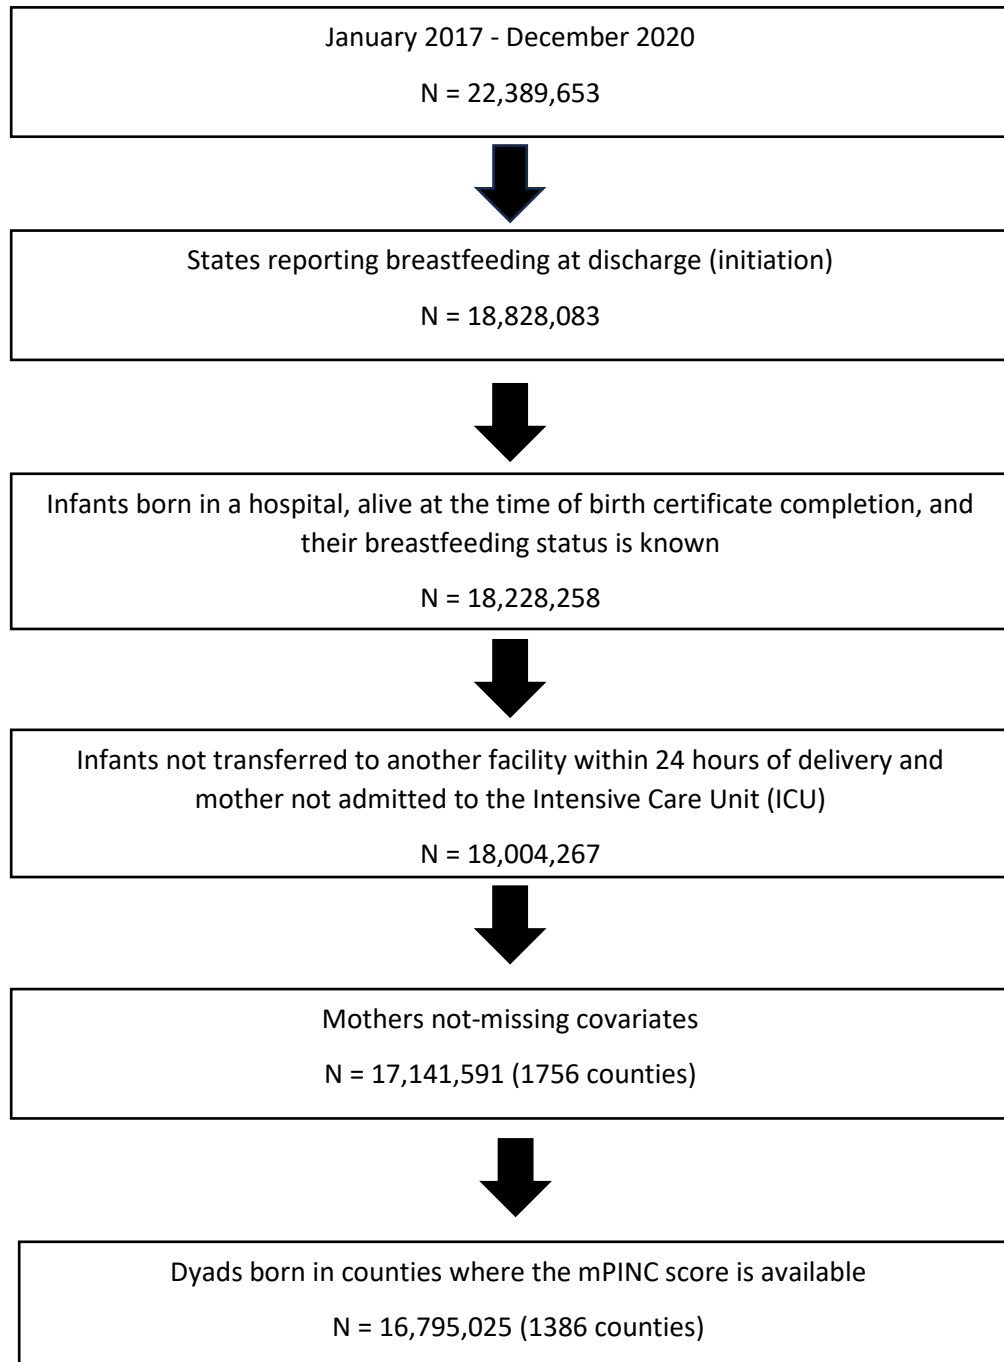 January 2017 - December 2020
N = 22,389,653
States reporting breastfeeding at discharge (initiation)
N = 18,828,083
Infants born in a hospital, alive at the time of birth certificate completion, and
their breastfeeding status is known
N = 18,228,258
Infants not transferred to another facility within 24 hours of delivery and
mother not admitted to the Intensive Care Unit (ICU)
N = 18,004,267
Mothers not-missing covariates
N = 17,141,591 (1756 counties)
Dyads born in counties where the mPINC score is available
N = 16,795,025 (1386 counties)